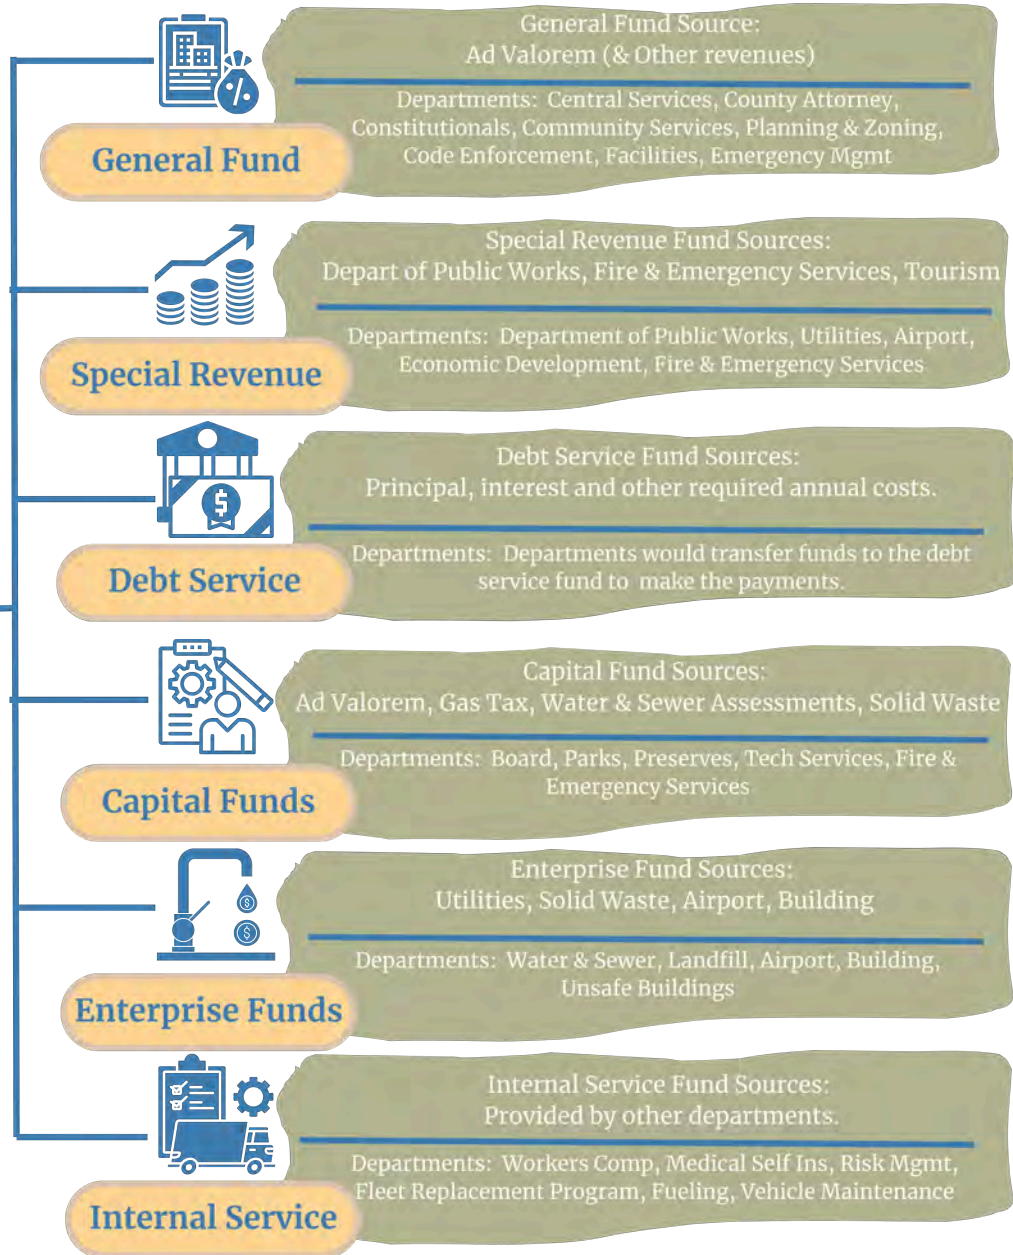 General Fund Source:
Ad Valorem (& Other revenues)
Departments: Central Services, County Attorney,
Constitutionals, Community Services, Planning & Zoning,
Code Enforcement, Facilities, Emergency Mgmt
General Fund
Special Revenue Fund Sources:
Depart of Public Works, Fire & Emergency Services, Tourism
Departments: Department of Public Works, Utilities, Airport,
Economic Development, Fire & Emergency Services
Special Revenue
Debt Service Fund Sources:
Principal, interest and other required annual costs.
Departments: Departments would transfer funds to the debt
service fund to make the payments.
Debt Service
Capital Fund Sources:
Ad Valorem, Gas Tax, Water & Sewer Assessments, Solid Waste
Departments: Board, Parks, Preserves, Tech Services, Fire &
Emergency Services
Capital Funds
Enterprise Fund Sources:
Utilities, Solid Waste, Airport, Building
Departments: Water & Sewer, Landfill, Airport, Building,
Unsafe Buildings
Enterprise Funds
Internal Service Fund Sources:
Provided by other departments.
Departments: Workers Comp, Medical Self Ins, Risk Mgmt,
Fleet Replacement Program, Fueling, Vehicle Maintenance
Internal Service